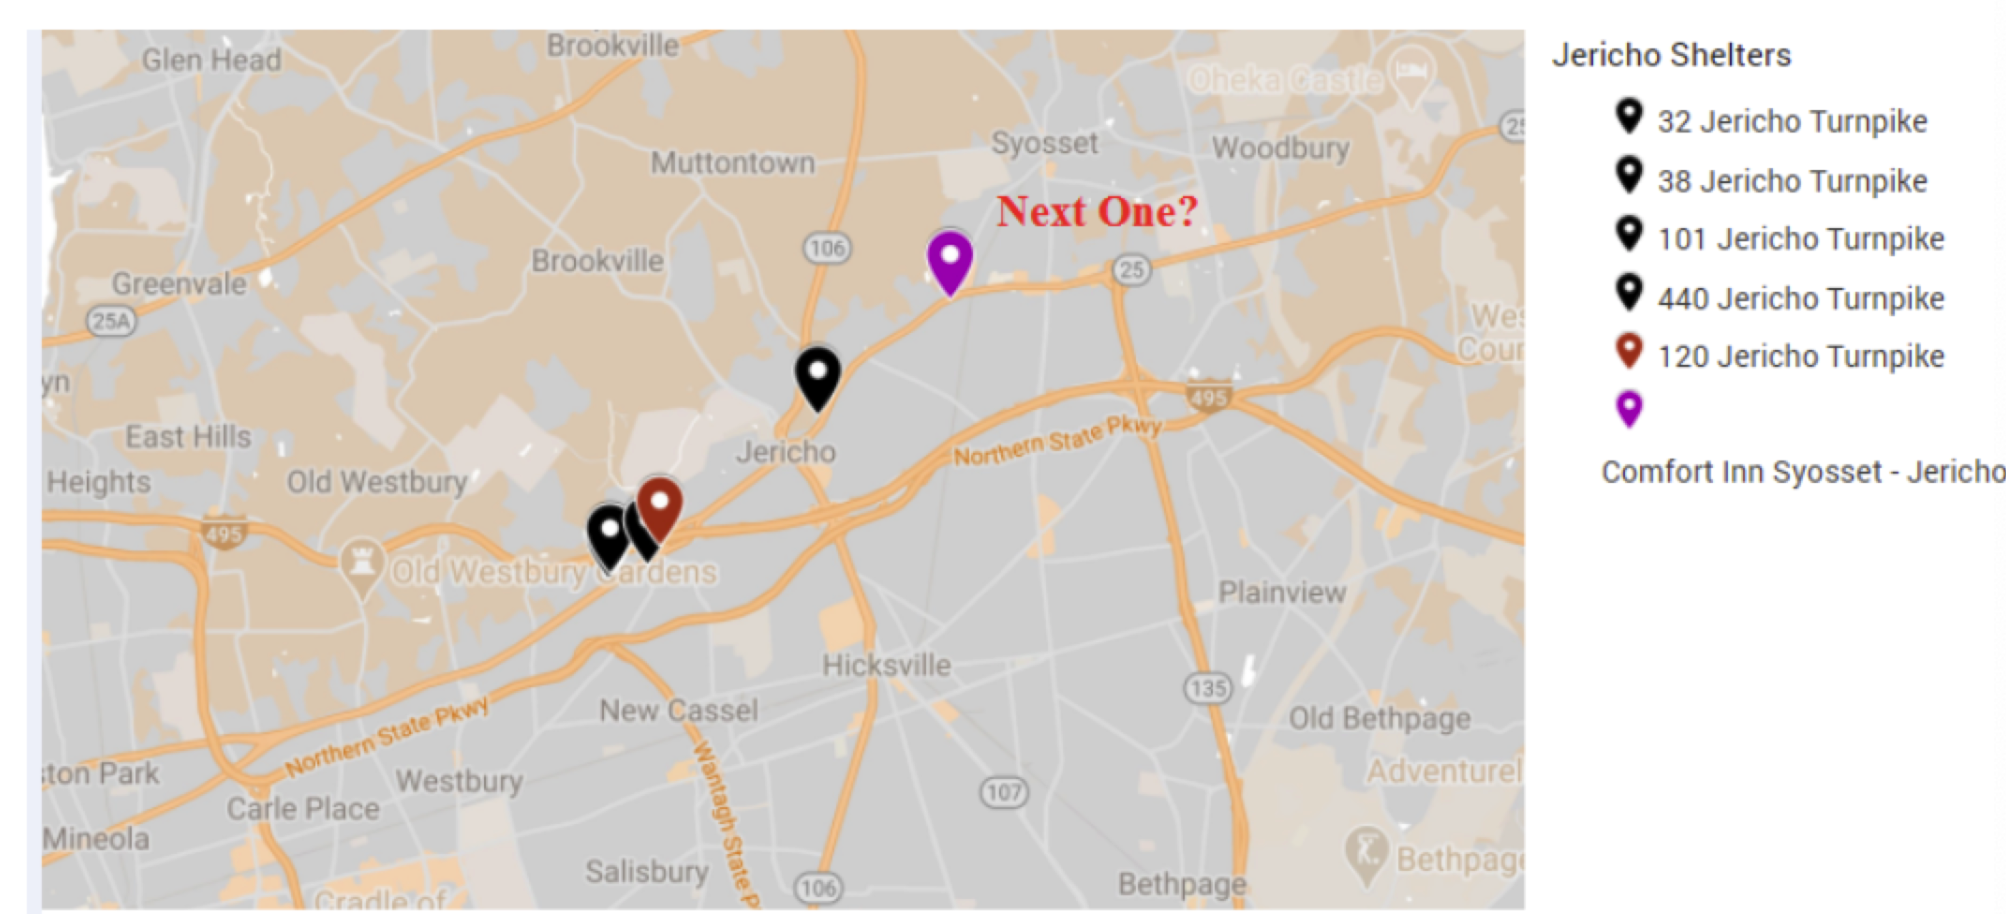 Glen Head
Brookville
Oheka Castle
25
Syosset
Woodbury
Muttontown
Next One?
106
Brookville
25
Greenvale
25A
Wes
Cour
yn
495
East Hills
Jericho
Northern State Pkwy
Heights
Old Westbury
495
Old Westbury Gardens
Plainview
Hicksville
135
New Cassel
Old Bethpage
Northern State Pkwy
ston Park
Westbury
Wantagh State P
Adventurel
107
Carle Place
Mineola
Bethpage
Salisbury
106
Bethpage
Cradle of
Jericho Shelters
32 Jericho Turnpike
38 Jericho Turnpike
101 Jericho Turnpike
440 Jericho Turnpike
120 Jericho Turnpike
Comfort Inn Syosset - Jericho